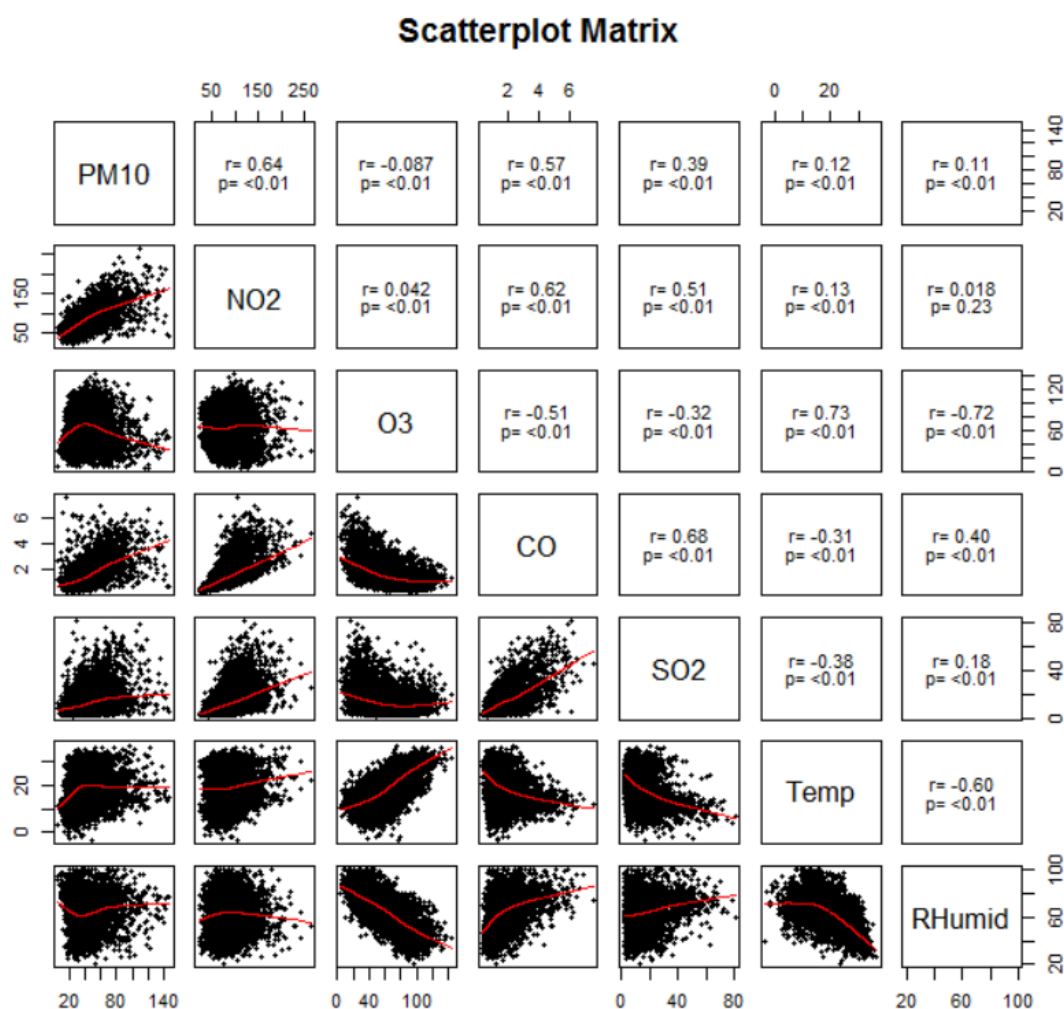 Scatterplot Matrix
50 150 250 2 4 6 0 20
PM10 r= 0.64 r= -0.087 r= 0.57 r= 0.39 r= 0.12 r= 0.11
p= <0.01 p= <0.01 p= <0.01 p= <0.01 p= <0.01 p= <0.01
20 80 140
NO2 r= 0.042 r= 0.62 r= 0.51 r= 0.13 r= 0.018
p= <0.01 p= <0.01 p= <0.01 p= <0.01 p= 0.23
50 150
O3 r= -0.51 r= -0.32 r= 0.73 r= -0.72
p= <0.01 p= <0.01 p= <0.01 p= <0.01
0 60 120
CO r= 0.68 r= -0.31 r= 0.40
p= <0.01 p= <0.01 p= <0.01
2 4 6
SO2 r= -0.38 r= 0.18
p= <0.01 p= <0.01
0 40 80
Temp r= -0.60
p= <0.01
0 20
RHumid
20 60 100
20 80 140 0 40 100 0 40 80 20 60 100